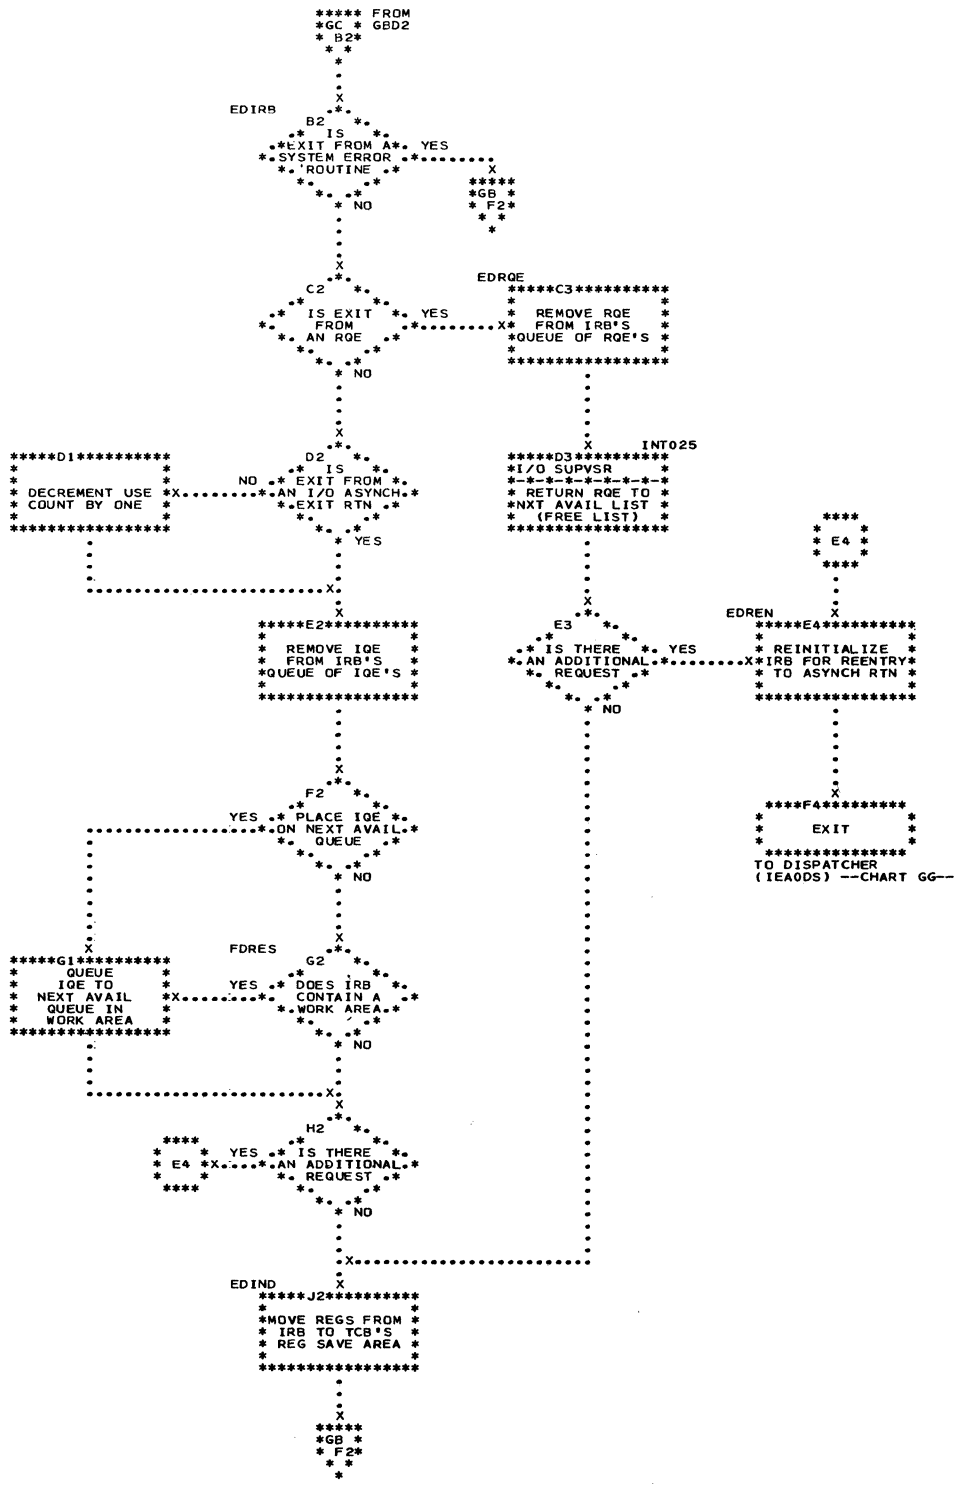 FROM
GC GBD2
B2
EDIRB
B2
IS
EXIT FROM A YES
SYSTEM ERROR
ROUTINE
GB
F2
NO
EDRQE
C2 C3
IS EXIT YES REMOVE RQE
FROM FROM IRB'S
AN RQE QUEUE OF RQE'S
NO
INT025
D1 D2 D3
IS I/O SUPVSR
NO EXIT FROM
DECREMENT USE AN I/O ASYNCH RETURN RQE TO
COUNT BY ONE EXIT RTN NXT AVAIL LIST
(FREE LIST)
YES
E4
EDREN
E2 E3 E4
REMOVE IQE IS THERE YES REINITIALIZE
FROM IRB'S AN ADDITIONAL IRB FOR REENTRY
QUEUE OF IQE'S REQUEST TO ASYNCH RTN
NO
F2 F4
YES PLACE IQE
ON NEXT AVAIL EXIT
QUEUE
TO DISPATCHER
NO (IEA0DS) --CHART GG--
FDRES
G1 G2
QUEUE
IQE TO YES DOES IRB
NEXT AVAIL CONTAIN A
QUEUE IN WORK AREA
WORK AREA
NO
H2
YES IS THERE
E4 AN ADDITIONAL
REQUEST
NO
EDIND
J2
MOVE REGS FROM
IRB TO TCB'S
REG SAVE AREA
GB
F2